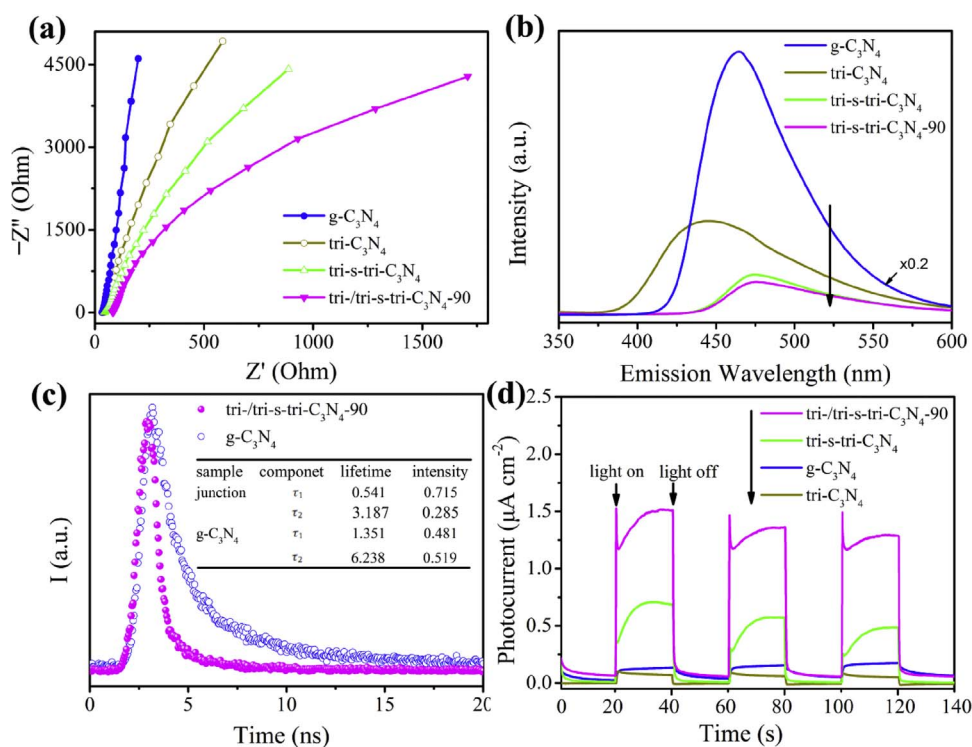 (a)
4500
3000
1500
0
−Z" (Ohm)
g-C₃N₄
tri-C₃N₄
tri-s-tri-C₃N₄
tri-/tri-s-tri-C₃N₄-90
0 500 1000 1500
Z' (Ohm)
(b)
g-C₃N₄
tri-C₃N₄
tri-s-tri-C₃N₄
tri-s-tri-C₃N₄-90
Intensity (a.u.)
x0.2
350 400 450 500 550 600
Emission Wavelength (nm)
(c)
tri-/tri-s-tri-C₃N₄-90
g-C₃N₄
sample componet lifetime intensity
junction τ₁ 0.541 0.715
τ₂ 3.187 0.285
g-C₃N₄ τ₁ 1.351 0.481
τ₂ 6.238 0.519
I (a.u.)
0 5 10 15 20
Time (ns)
(d)
2.5
2.0
1.5
1.0
0.5
0.0
Photocurrent (μA cm⁻²)
tri-/tri-s-tri-C₃N₄-90
tri-s-tri-C₃N₄
g-C₃N₄
tri-C₃N₄
light on light off
0 20 40 60 80 100 120 140
Time (s)